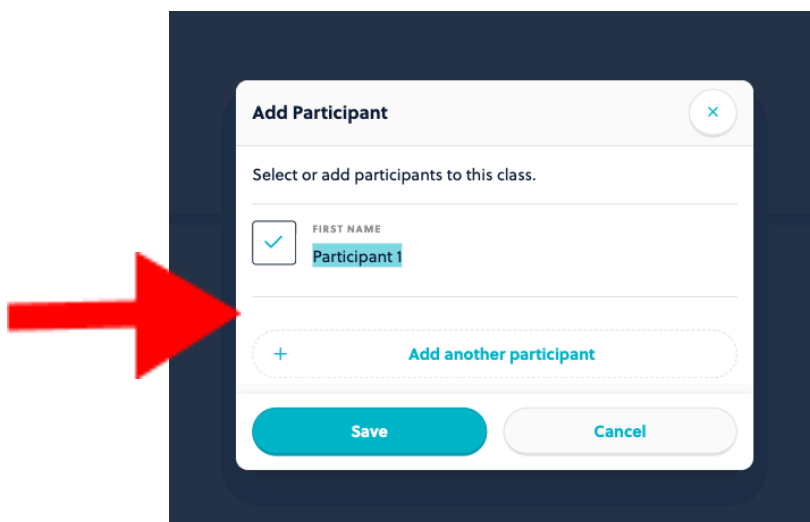 Add Participant
Select or add participants to this class.
FIRST NAME
Participant 1
Add another participant
Save
Cancel